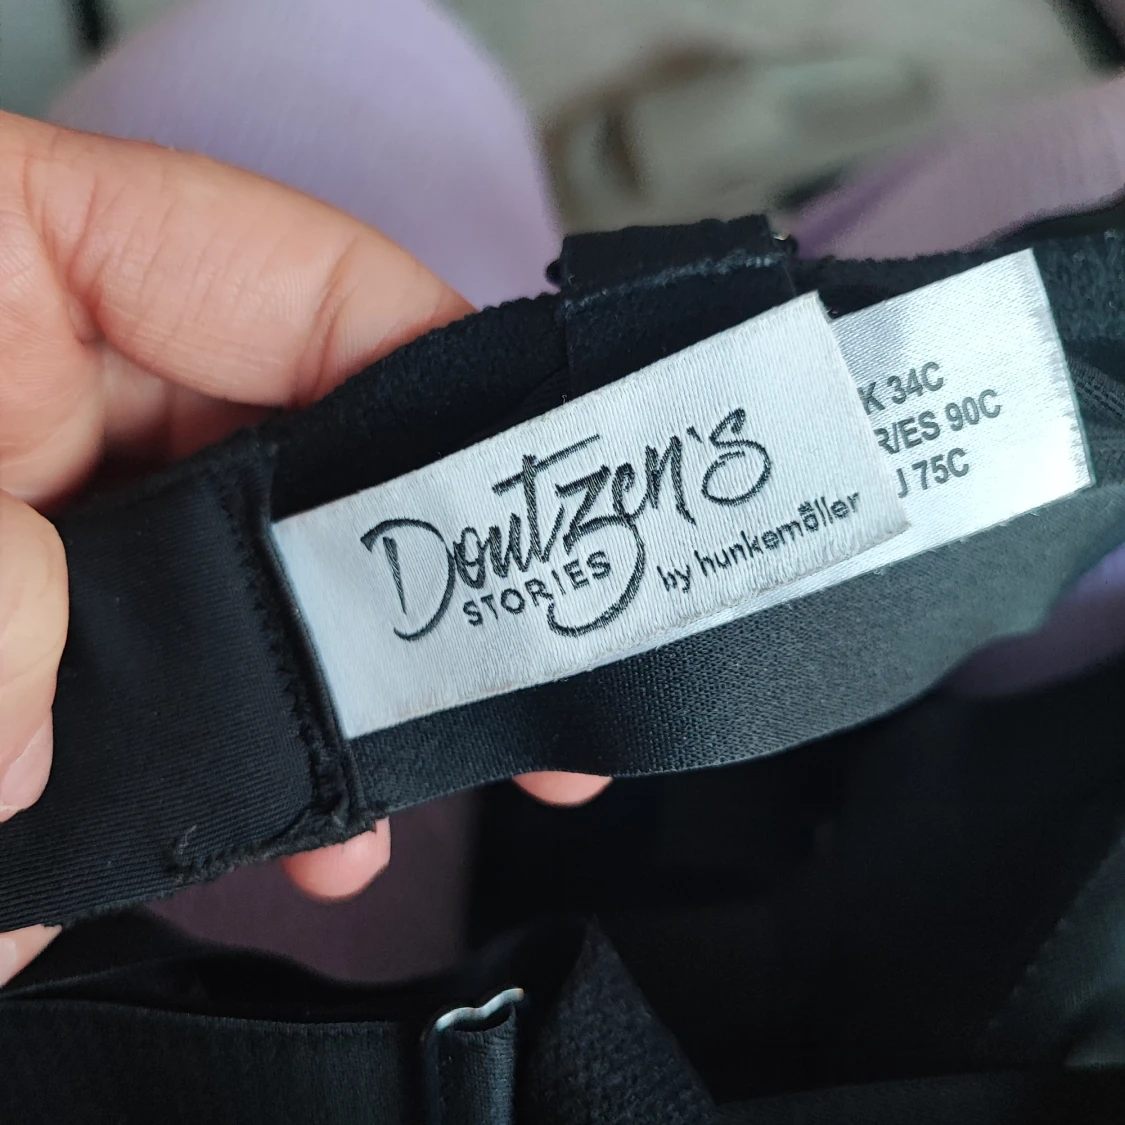 Doutzen's
STORIES
by hunkemöller
K 34C
R/ES 90C
J 75C